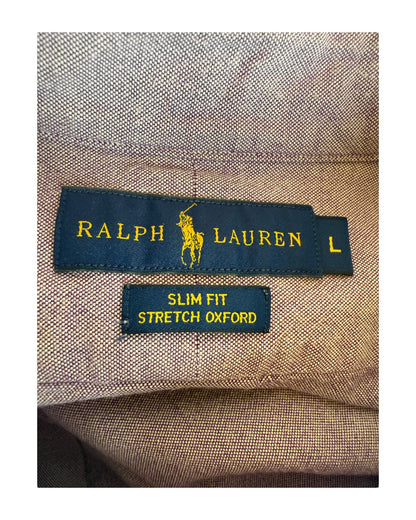 RALPH LAUREN L
SLIM FIT
STRETCH OXFORD